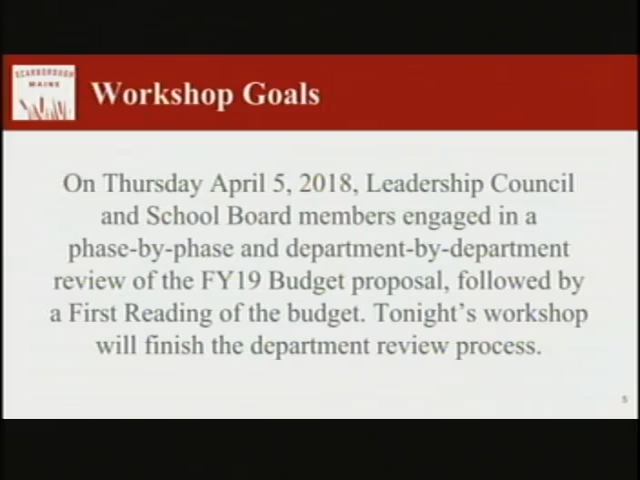 SCARBOROUGH
MAINE
Workshop Goals
On Thursday April 5, 2018, Leadership Council
and School Board members engaged in a
phase-by-phase and department-by-department
review of the FY19 Budget proposal, followed by
a First Reading of the budget. Tonight’s workshop
will finish the department review process.
5